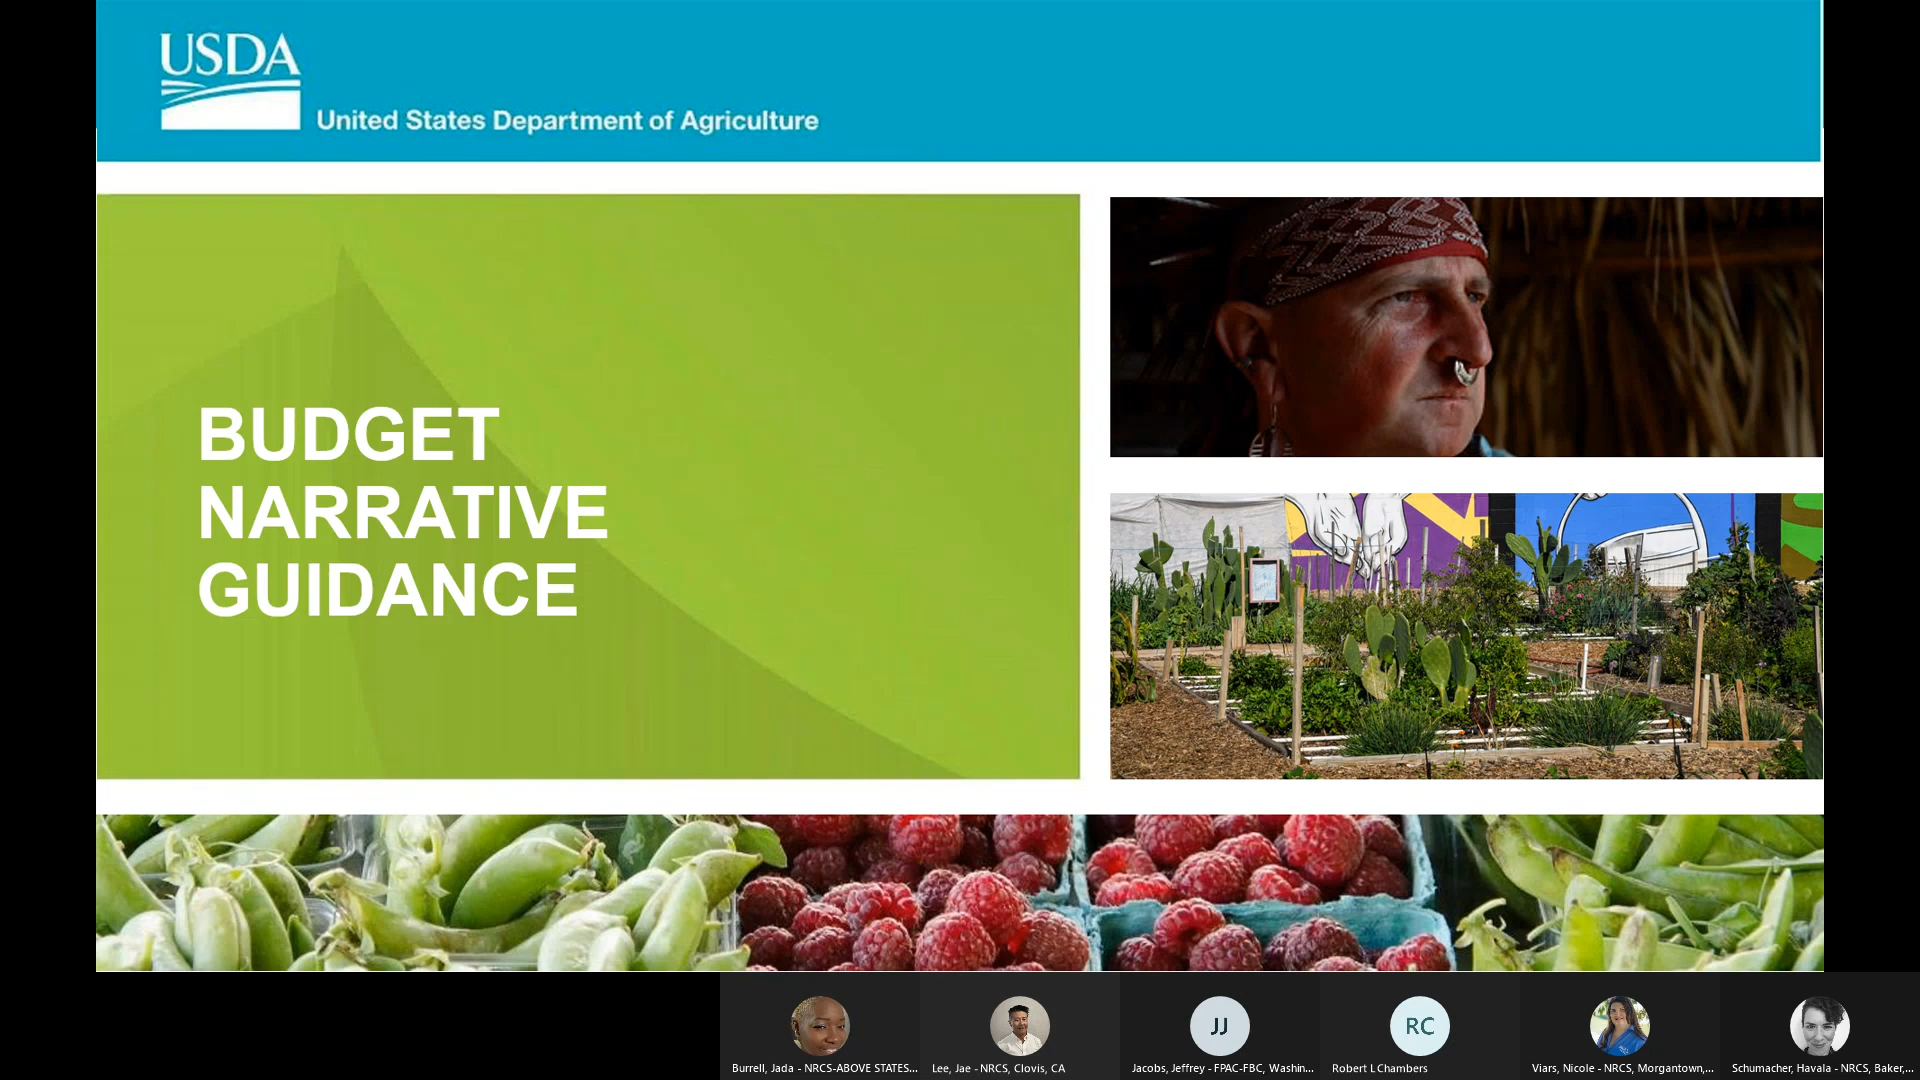 USDA
United States Department of Agriculture
BUDGET
NARRATIVE
GUIDANCE
JJ
RC
Burrell, Jada - NRCS-ABOVE STATES...
Lee, Jae - NRCS, Clovis, CA
Jacobs, Jeffrey - FPAC-FBC, Washin...
Robert L Chambers
Viars, Nicole - NRCS, Morgantown,...
Schumacher, Havala - NRCS, Baker,...